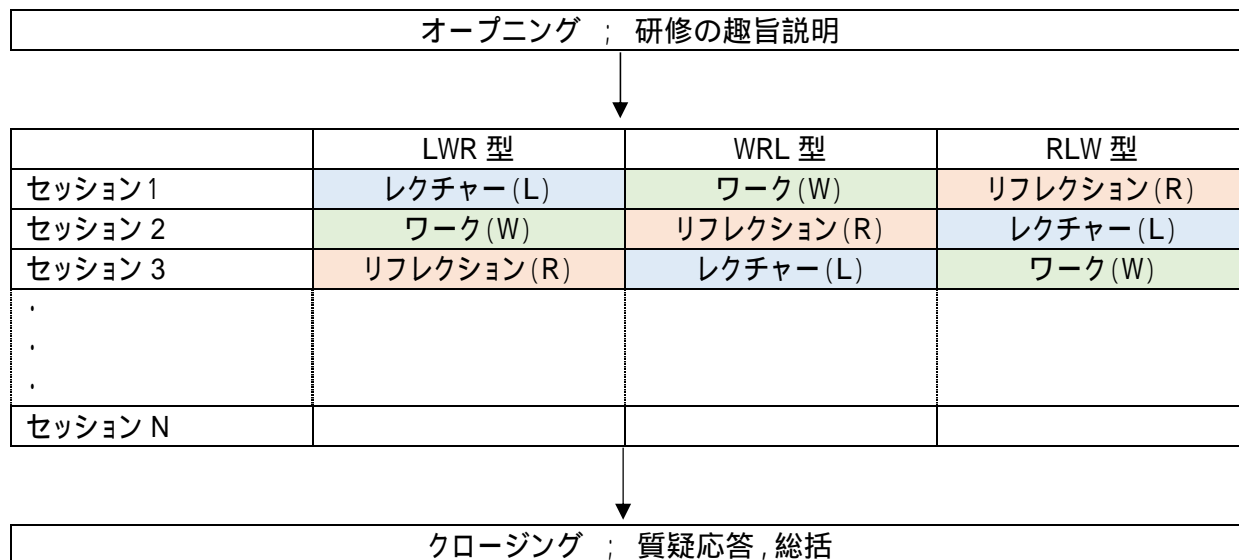 オープニング ; 研修の趣旨説明
LWR 型 WRL 型 RLW 型
セッション 1 レクチャー(L) ワーク(W) リフレクション(R)
セッション 2 ワーク(W) リフレクション(R) レクチャー(L)
セッション 3 リフレクション(R) レクチャー(L) ワーク(W)
・
・
・
セッション N
クロージング ; 質疑応答 , 総括